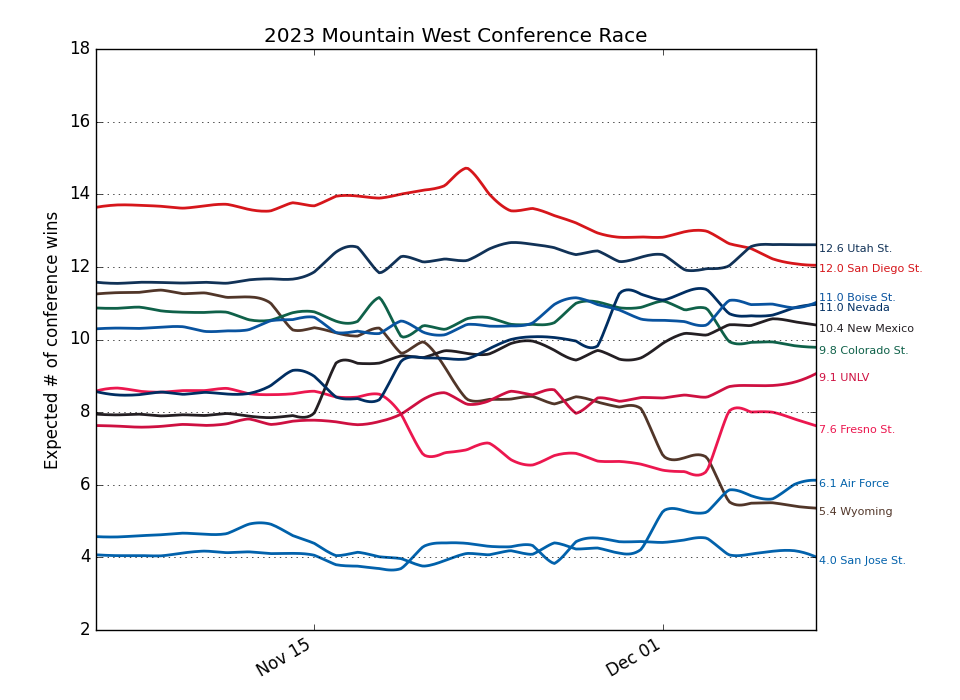 2023 Mountain West Conference Race
Expected # of conference wins
18
16
14
12
10
8
6
4
2
Nov 15
Dec 01
12.6 Utah St.
12.0 San Diego St.
11.0 Boise St.
11.0 Nevada
10.4 New Mexico
9.8 Colorado St.
9.1 UNLV
7.6 Fresno St.
6.1 Air Force
5.4 Wyoming
4.0 San Jose St.